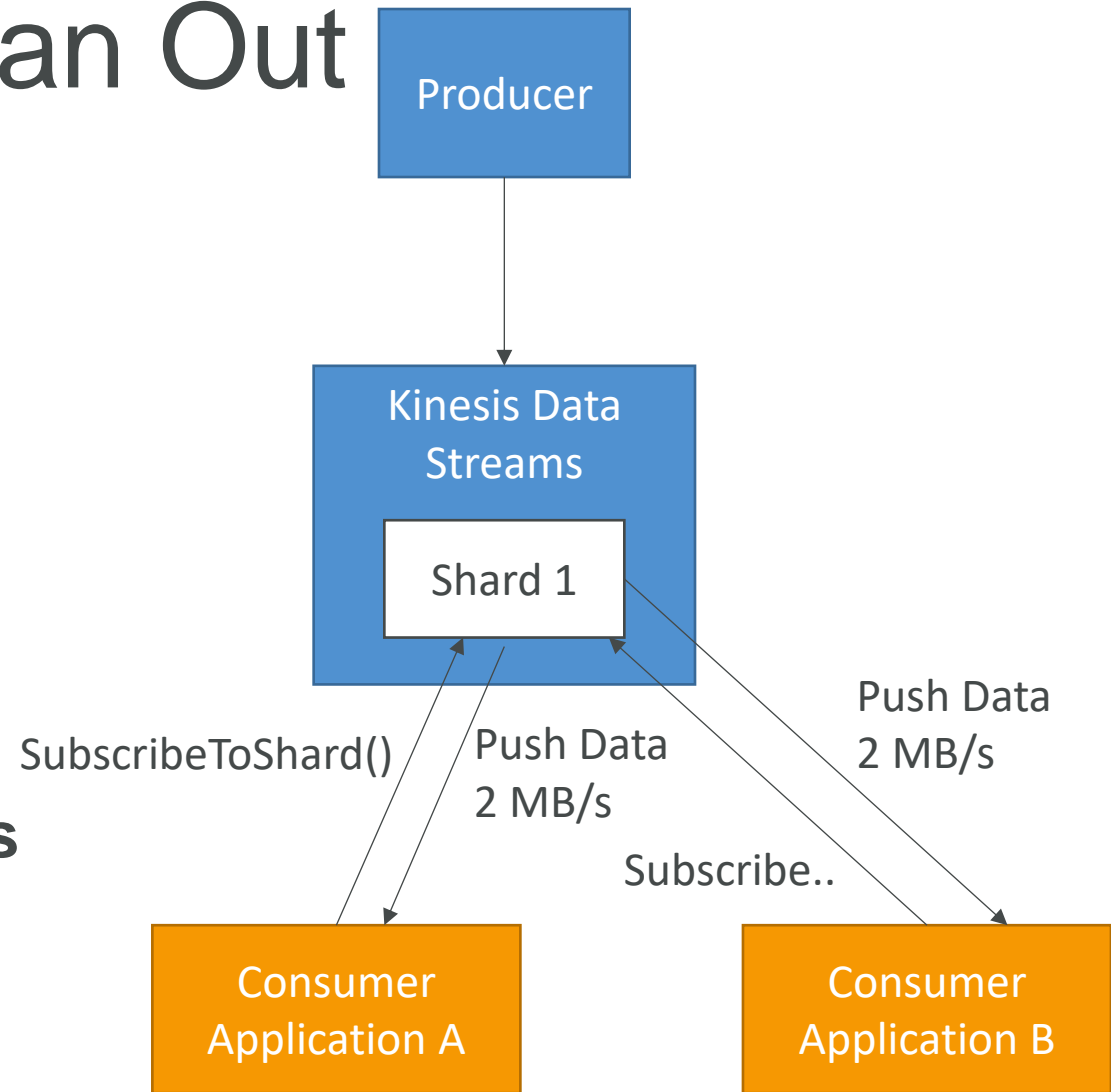 an Out
Producer
Kinesis Data
Streams
Shard 1
SubscribeToShard()
Push Data
2 MB/s
Push Data
2 MB/s
s
Subscribe..
Consumer
Application A
Consumer
Application B